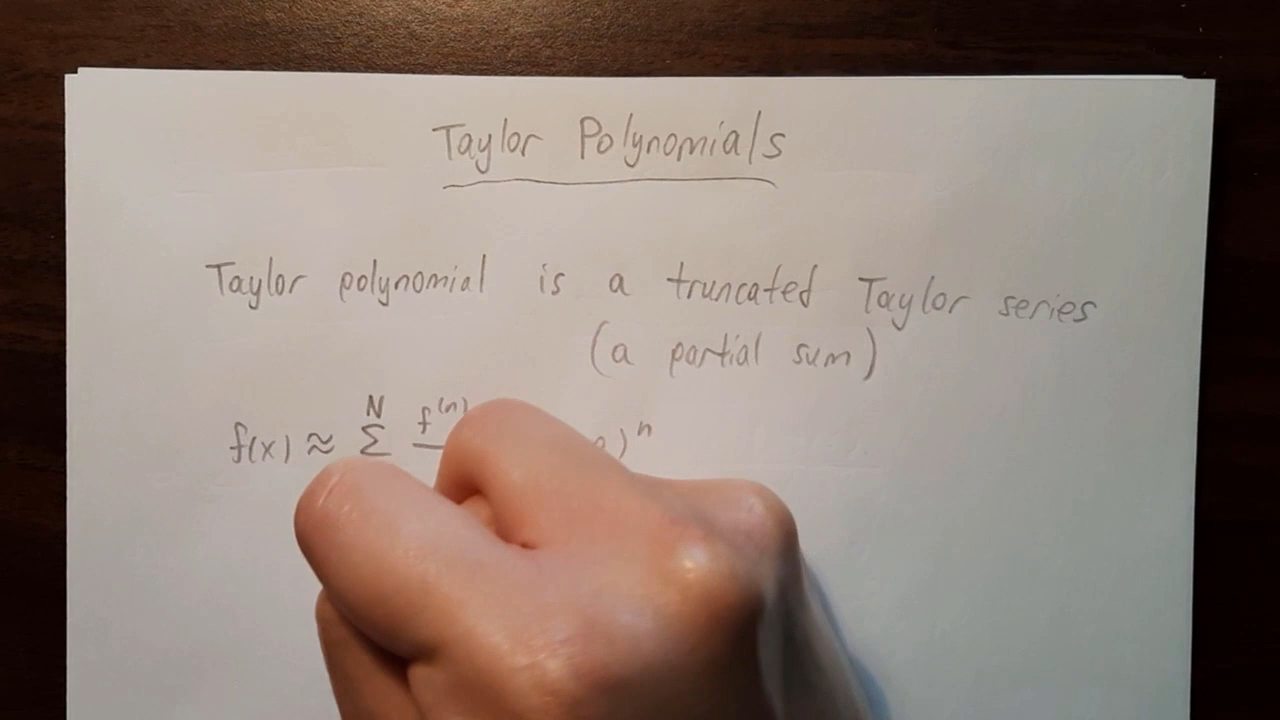 Taylor Polynomials
Taylor polynomial is a truncated Taylor series
(a partial sum)
f(x) ≈ N Σ f⁽ⁿ⁾ )ⁿ